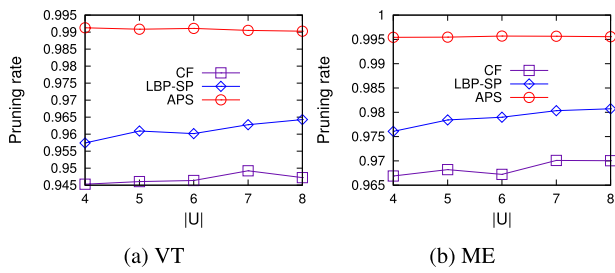 0.995
0.99
0.985
0.98
0.975
0.97
0.965
0.96
0.955
0.95
0.945
Pruning rate
CF
LBP-SP
APS
4 5 6 7 8
|U|
(a) VT
1
0.995
0.99
0.985
0.98
0.975
0.97
0.965
Pruning rate
CF
LBP-SP
APS
4 5 6 7 8
|U|
(b) ME